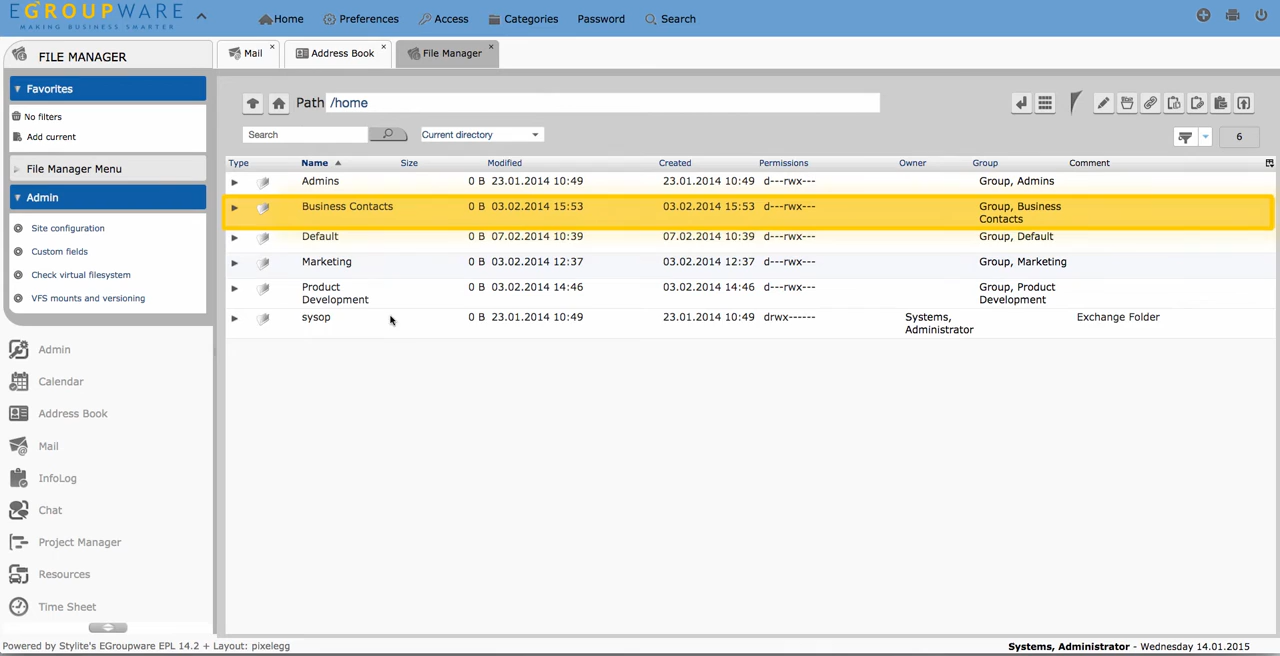 EGROUPWARE
MAKING BUSINESS SMARTER
Home Preferences Access Categories Password Search
FILE MANAGER
Mail Address Book File Manager
Favorites
No filters
Add current
File Manager Menu
Admin
Site configuration
Custom fields
Check virtual filesystem
VFS mounts and versioning
Admin
Calendar
Address Book
Mail
InfoLog
Chat
Project Manager
Resources
Time Sheet
Path /home
Search Current directory 6
Type Name Size Modified Created Permissions Owner Group Comment
Admins 0 B 23.01.2014 10:49 23.01.2014 10:49 d---rwx--- Group, Admins
Business Contacts 0 B 03.02.2014 15:53 03.02.2014 15:53 d---rwx--- Group, Business
Contacts
Default 0 B 07.02.2014 10:39 07.02.2014 10:39 d---rwx--- Group, Default
Marketing 0 B 03.02.2014 12:37 03.02.2014 12:37 d---rwx--- Group, Marketing
Product 0 B 03.02.2014 14:46 03.02.2014 14:46 d---rwx--- Group, Product
Development Development
sysop 0 B 23.01.2014 10:49 23.01.2014 10:49 drwx------ Systems, Exchange Folder
Administrator
Powered by Stylite's EGroupware EPL 14.2 + Layout: pixelegg
Systems, Administrator - Wednesday 14.01.2015